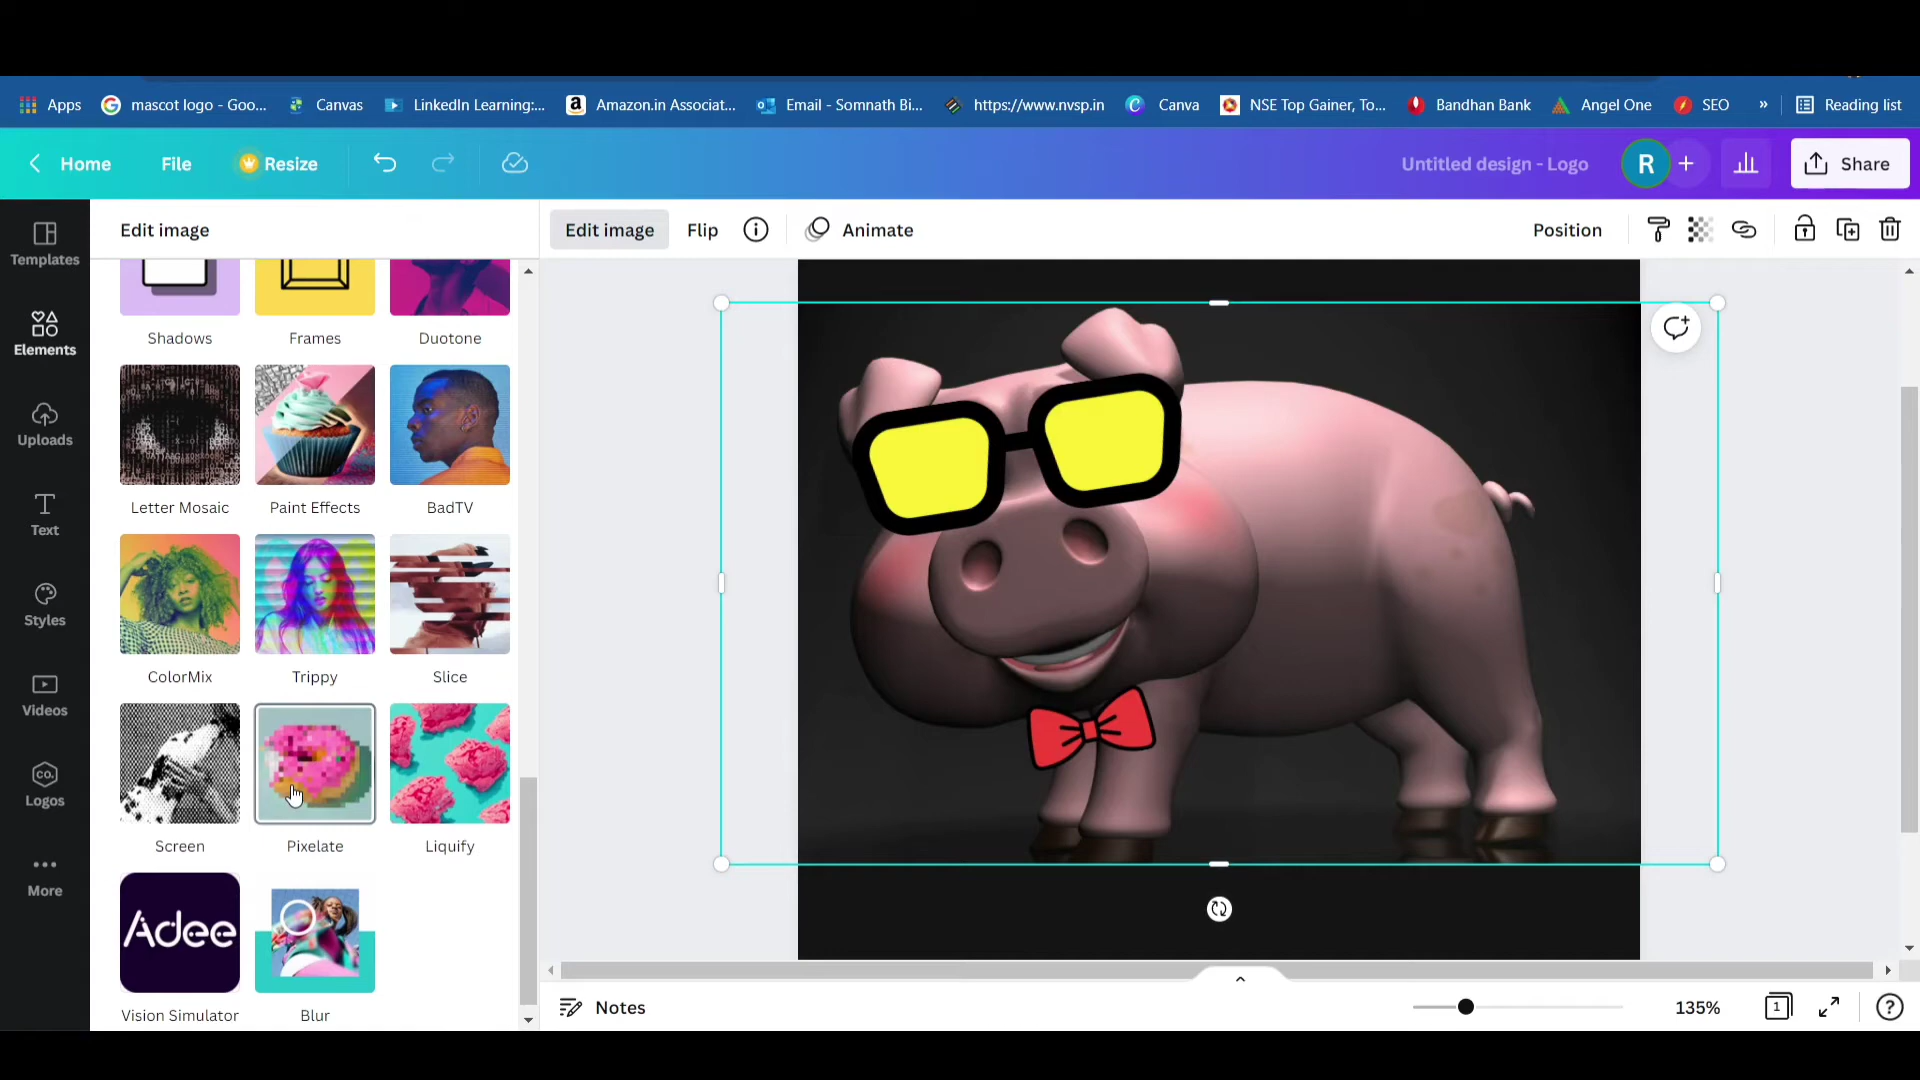 Apps
mascot logo - Goo...
Canvas
LinkedIn Learning:...
Amazon.in Associat...
Email - Somnath Bi...
https://www.nvsp.in
Canva
NSE Top Gainer, To...
Bandhan Bank
Angel One
SEO
»
Reading list
Home
File
Resize
Untitled design - Logo
R
Share
Templates
Elements
Uploads
Text
Styles
Videos
CO.
Logos
More
Edit image
Edit image
Flip
Animate
Position
Shadows
Frames
Duotone
Letter Mosaic
Paint Effects
BadTV
ColorMix
Trippy
Slice
Screen
Pixelate
Liquify
Adee
Vision Simulator
Blur
Notes
135%
1
?